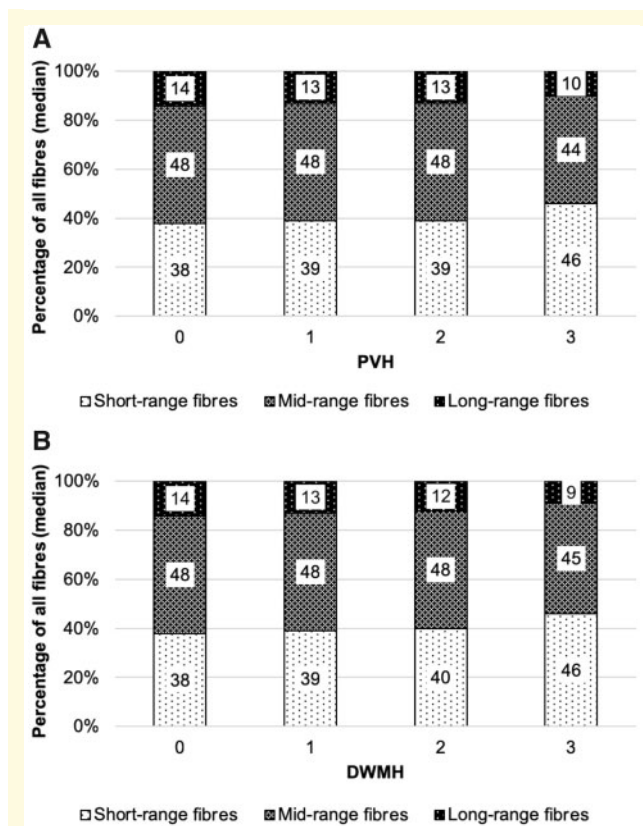 A
Percentage of all fibres (median)
100%
80%
60%
40%
20%
0%
14 13 13 10
48 48 48 44
38 39 39 46
0 1 2 3
PVH
Short-range fibres Mid-range fibres Long-range fibres
B
Percentage of all fibres (median)
100%
80%
60%
40%
20%
0%
14 13 12 9
48 48 48 45
38 39 40 46
0 1 2 3
DWMH
Short-range fibres Mid-range fibres Long-range fibres